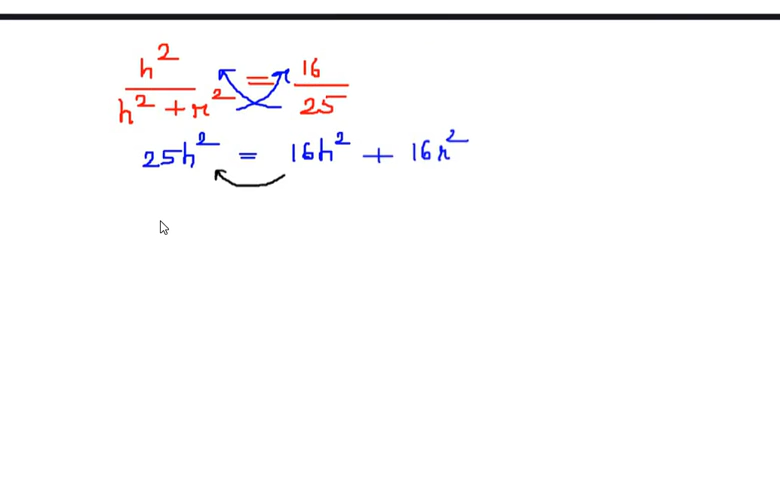 h² / (h² + r²) = 16 / 25
25h² = 16h² + 16r²